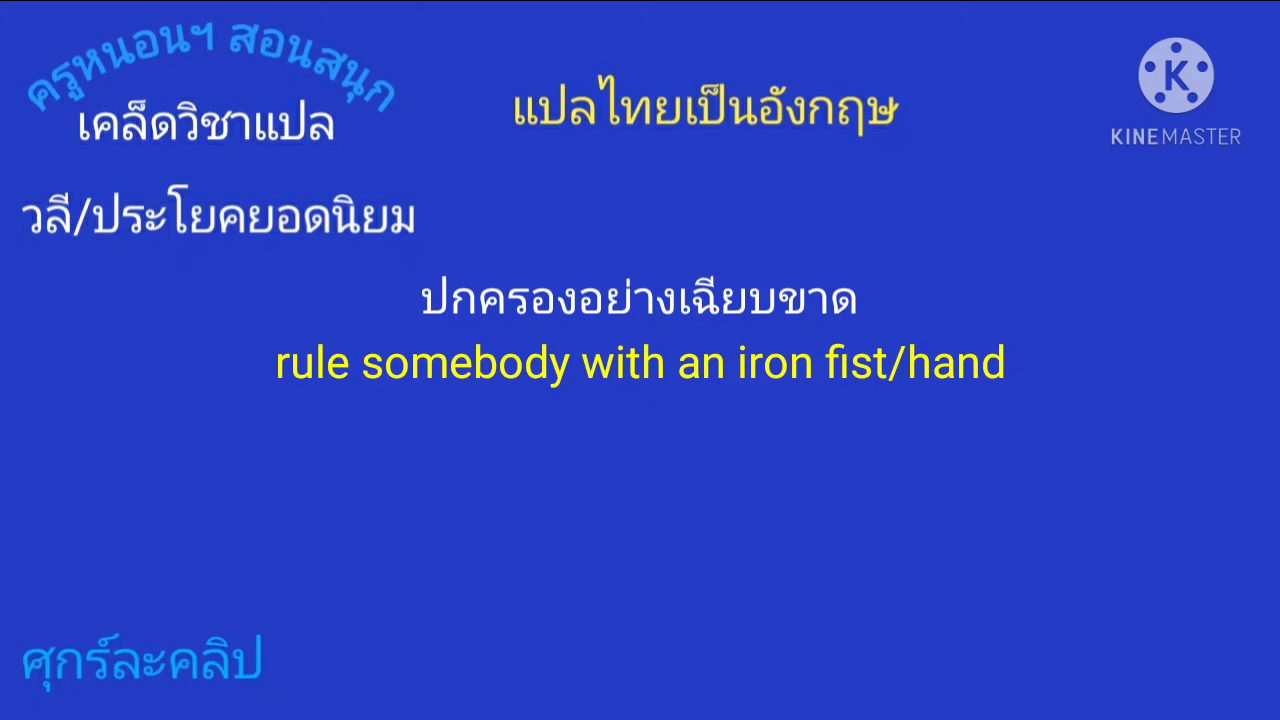 ครูหนอนฯ สอนสนุก
เคล็ดวิชาแปล
แปลไทยเป็นอังกฤษ
KINEMASTER
วลี/ประโยคยอดนิยม
ปกครองอย่างเฉียบขาด
rule somebody with an iron fist/hand
ศุกร์ละคลิป